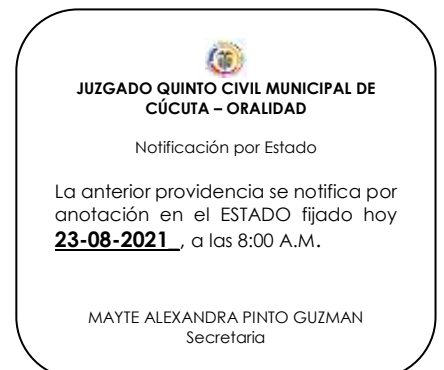 JUZGADO QUINTO CIVIL MUNICIPAL DE
CÚCUTA – ORALIDAD
Notificación por Estado
La anterior providencia se notifica por
anotación en el ESTADO fijado hoy
23-08-2021_, a las 8:00 A.M.
MAYTE ALEXANDRA PINTO GUZMAN
Secretaria